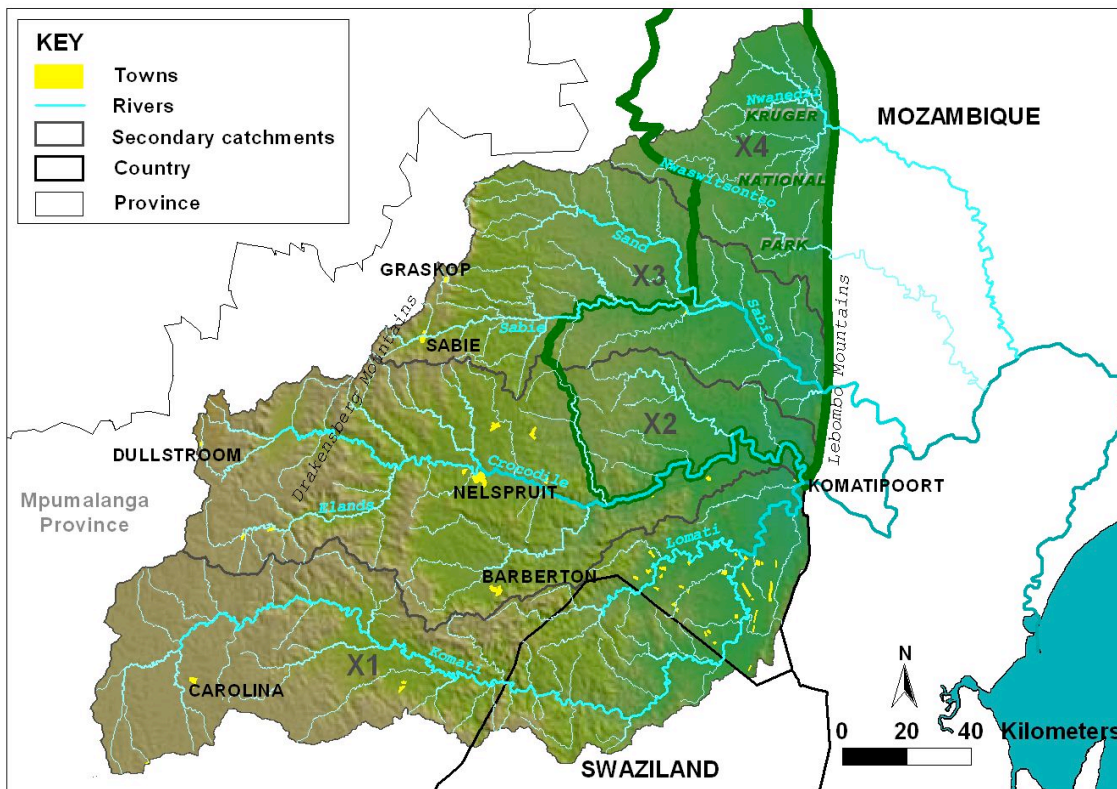 KEY
Towns
Rivers
Secondary catchments
Country
Province
MOZAMBIQUE
Nwanedzi
KRUGER
X4
Nwaswitsontso
NATIONAL
PARK
Sand
GRASKOP
X3
Sabie
Sabie
SABIE
Drakensberg Mountains
Lebombo Mountains
X2
DULLSTROOM
Crocodile
NELSPRUIT
KOMATIPOORT
Mpumalanga
Province
Elands
Lomati
BARBERTON
X1
Komati
CAROLINA
N
0 20 40 Kilometers
SWAZILAND